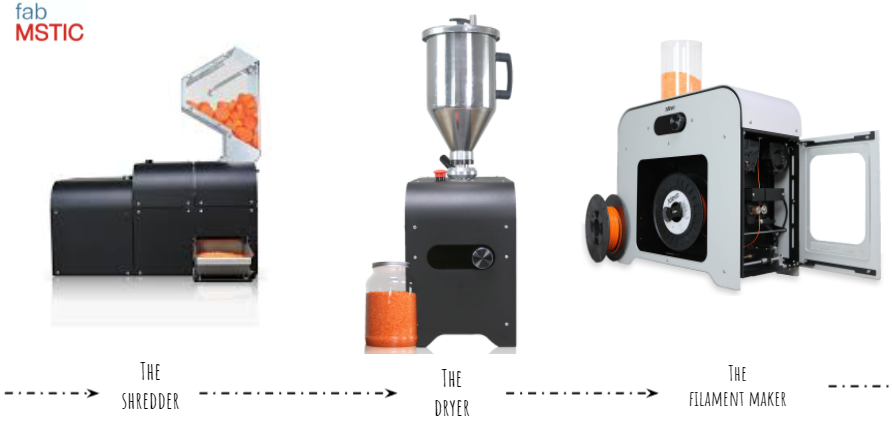 fab
MSTIC
The
shredder
The
dryer
The
filament maker